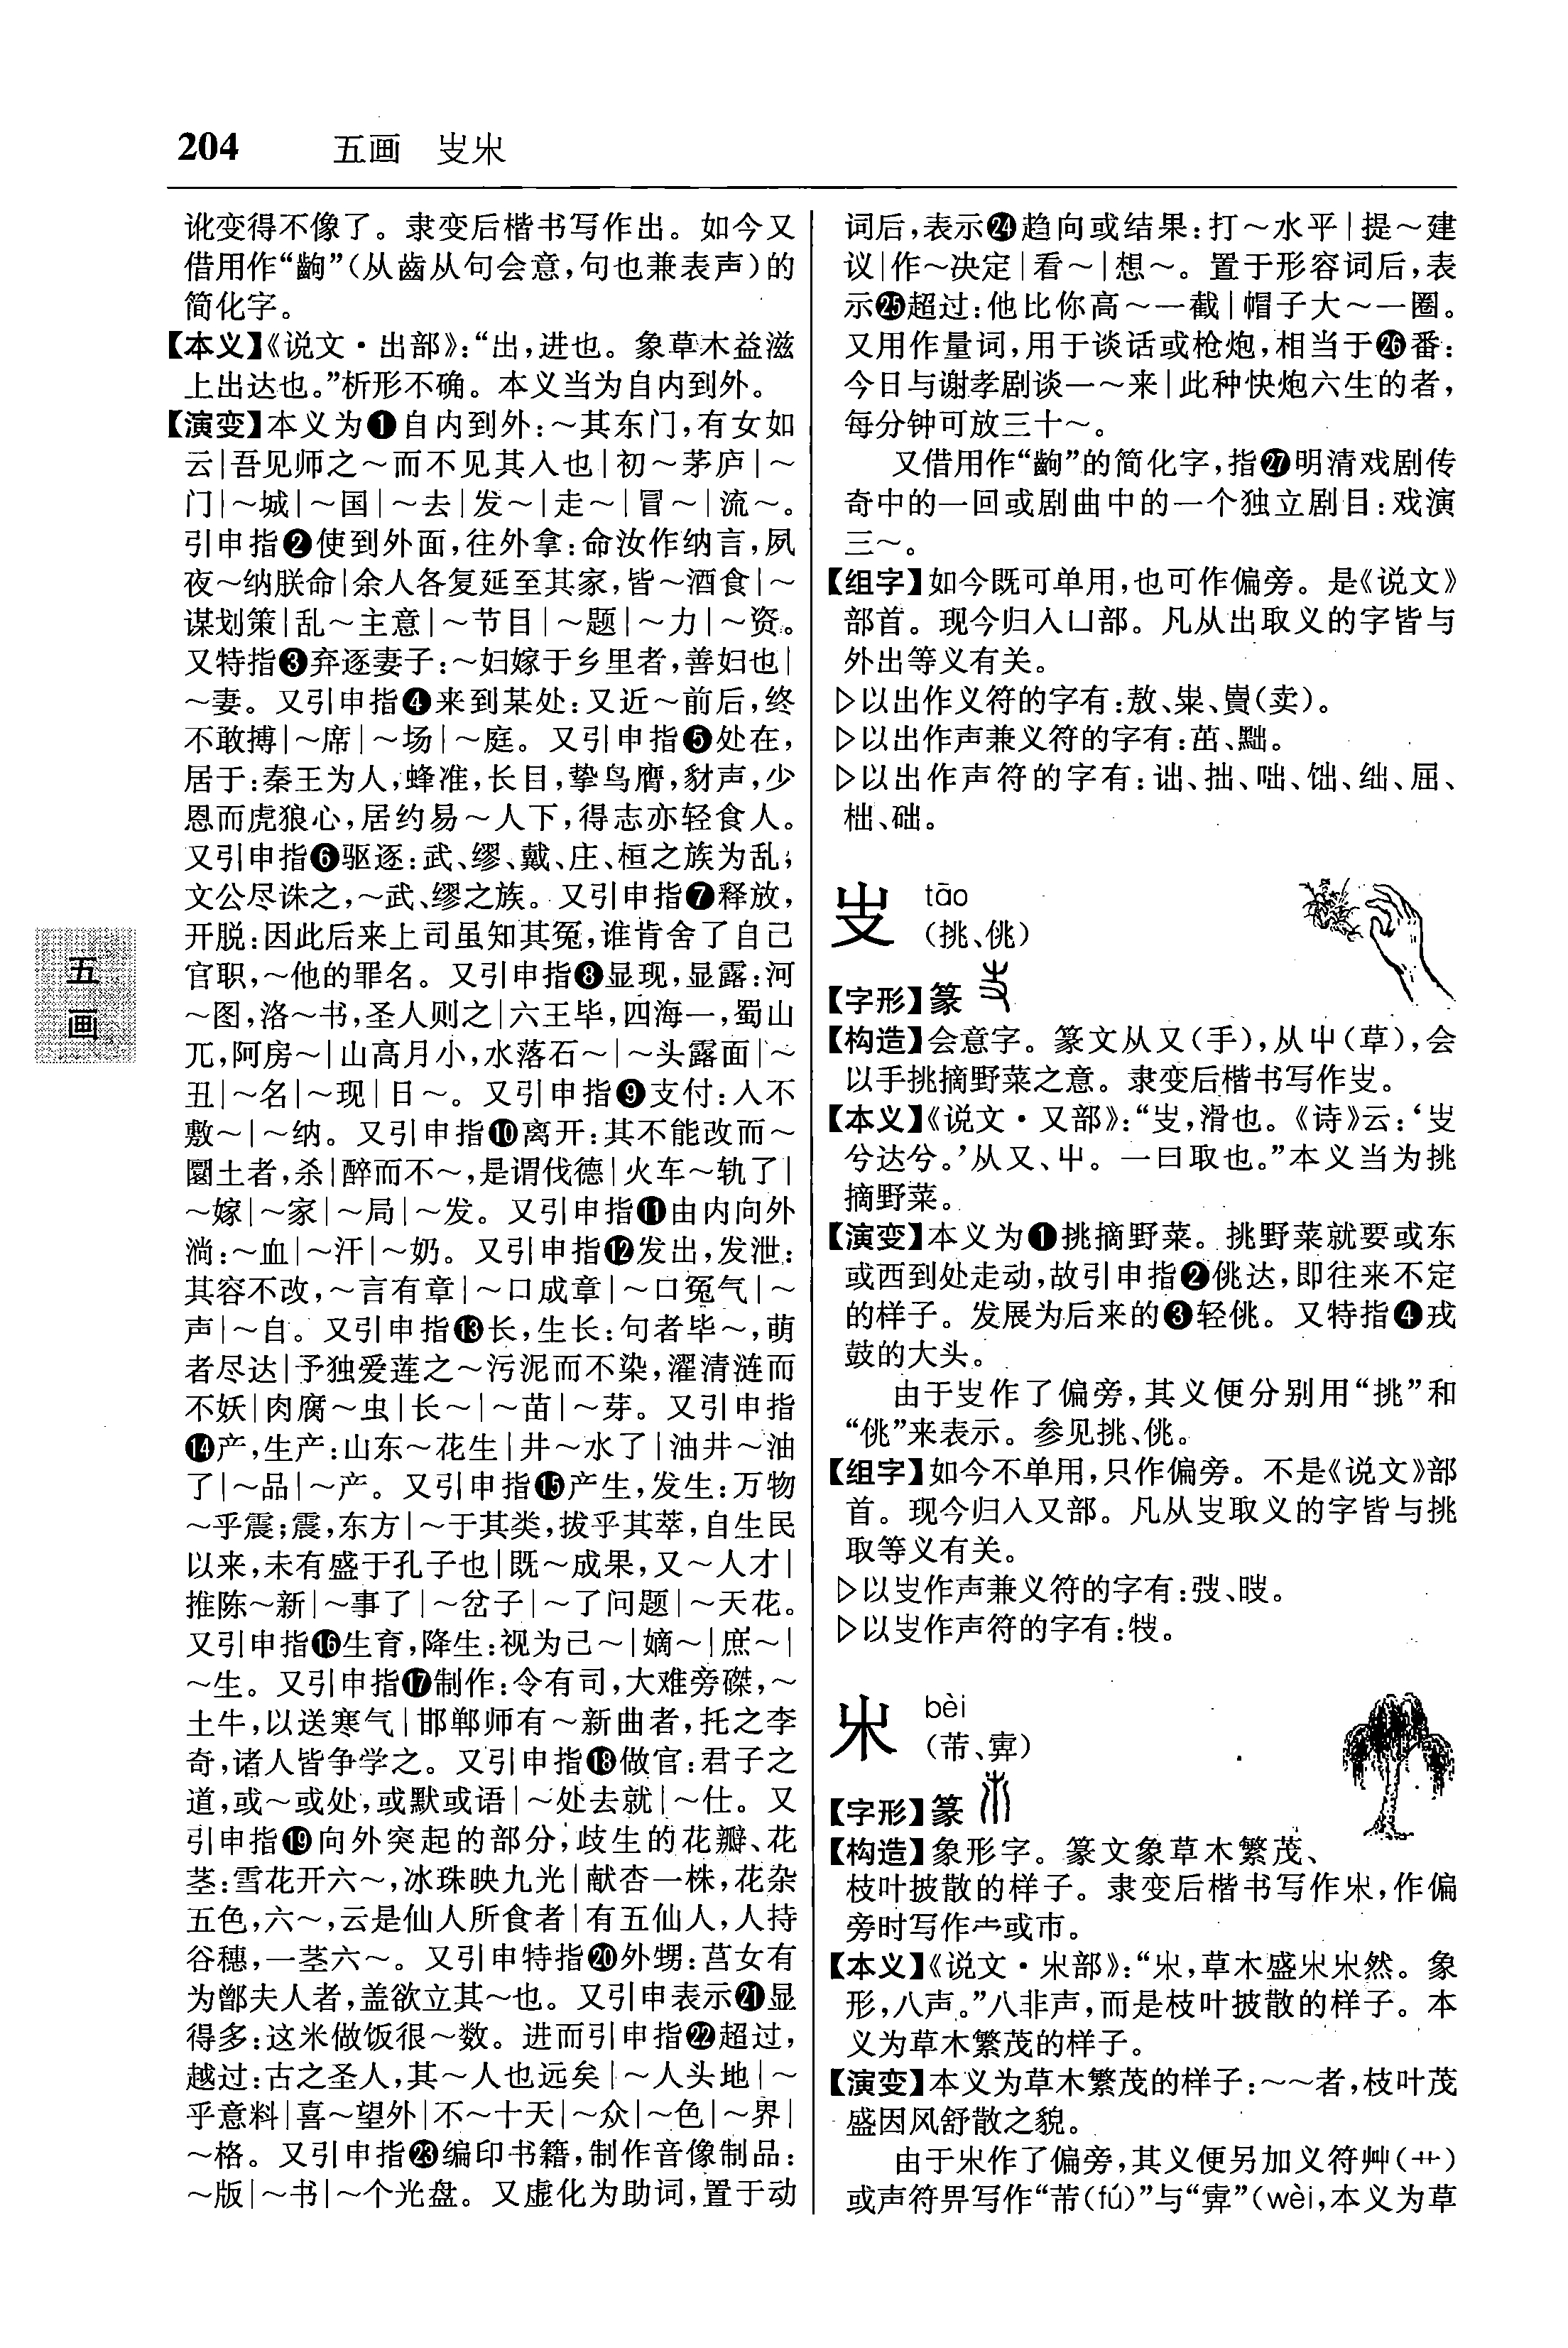 204 五画 㞢𣎵
讹变得不像了。隶变后楷书写作出。如今又
借用作“齣”(从齒从句会意,句也兼表声)的
简化字。
【本义】《说文·出部》:“出,进也。象草木益滋
上出达也。”析形不确。本义当为自内到外。
【演变】本义为❶自内到外:～其东门,有女如
云|吾见师之～而不见其入也|初～茅庐|～
门|～城|～国|～去|发～|走～|冒～|流～。
引申指❷使到外面,往外拿:命汝作纳言,夙
夜～纳朕命|余人各复延至其家,皆～酒食|～
谋划策|乱～主意|～节目|～题|～力|～资。
又特指❸弃逐妻子:～妇嫁于乡里者,善妇也|
～妻。又引申指❹来到某处:又近～前后,终
不敢搏|～席|～场|～庭。又引申指❺处在,
居于:秦王为人,蜂准,长目,挚鸟膺,豺声,少
恩而虎狼心,居约易～人下,得志亦轻食人。
又引申指❻驱逐:武、缪、戴、庄、桓之族为乱,
文公尽诛之,～武、缪之族。又引申指❼释放,
开脱:因此后来上司虽知其冤,谁肯舍了自己
官职,～他的罪名。又引申指❽显现,显露:河
～图,洛～书,圣人则之|六王毕,四海一,蜀山
兀,阿房～|山高月小,水落石～|～头露面|～
丑|～名|～现|日～。又引申指❾支付:人不
敷～|～纳。又引申指❿离开:其不能改而～
圜土者,杀|醉而不～,是谓伐德|火车～轨了|
～嫁|～家|～局|～发。又引申指⓫由内向外
淌:～血|～汗|～奶。又引申指⓬发出,发泄:
其容不改,～言有章|～口成章|～口冤气|～
声|～自。又引申指⓭长,生长:句者毕～,萌
者尽达|予独爱莲之～污泥而不染,濯清涟而
不妖|肉腐～虫|长～|～苗|～芽。又引申指
⓮产,生产:山东～花生|井～水了|油井～油
了|～品|～产。又引申指⓯产生,发生:万物
～乎震;震,东方|～于其类,拔乎其萃,自生民
以来,未有盛于孔子也|既～成果,又～人才|
推陈～新|～事了|～岔子|～了问题|～天花。
又引申指⓰生育,降生:视为己～|嫡～|庶～|
～生。又引申指⓱制作:令有司,大难旁磔,～
土牛,以送寒气|邯郸师有～新曲者,托之李
奇,诸人皆争学之。又引申指⓲做官:君子之
道,或～或处,或默或语|～处去就|～仕。又
引申指⓳向外突起的部分,歧生的花瓣、花
茎:雪花开六～,冰珠映九光|献杏一株,花杂
五色,六～,云是仙人所食者|有五仙人,人持
谷穗,一茎六～。又引申特指⓴外甥:莒女有
为鄫夫人者,盖欲立其～也。又引申表示㉑显
得多:这米做饭很～数。进而引申指㉒超过,
越过:古之圣人,其～人也远矣|～人头地|～
乎意料|喜～望外|不～十天|～众|～色|～界|
～格。又引申指㉓编印书籍,制作音像制品:
～版|～书|～个光盘。又虚化为助词,置于动
词后,表示㉔趋向或结果:打～水平|提～建
议|作～决定|看～|想～。置于形容词后,表
示㉕超过:他比你高～一截|帽子大～一圈。
又用作量词,用于谈话或枪炮,相当于㉖番:
今日与谢孝剧谈一～来|此种快炮六生的者,
每分钟可放三十～。
又借用作“齣”的简化字,指㉗明清戏剧传
奇中的一回或剧曲中的一个独立剧目:戏演
三～。
【组字】如今既可单用,也可作偏旁。是《说文》
部首。现今归入凵部。凡从出取义的字皆与
外出等义有关。
▷以出作义符的字有:敖、粜、賣(卖)。
▷以出作声兼义符的字有:茁、黜。
▷以出作声符的字有:诎、拙、咄、饳、绌、屈、
柮、础。
𠬢 tāo
(挑、佻)
【字形】篆
【构造】会意字。篆文从又(手),从屮(草),会
以手挑摘野菜之意。隶变后楷书写作𠬢。
【本义】《说文·又部》:“𠬢,滑也。《诗》云:‘𠬢
兮达兮。’从又、屮。一曰取也。”本义当为挑
摘野菜。
【演变】本义为❶挑摘野菜。挑野菜就要或东
或西到处走动,故引申指❷佻达,即往来不定
的样子。发展为后来的❸轻佻。又特指❹戎
鼓的大头。
由于𠬢作了偏旁,其义便分别用“挑”和
“佻”来表示。参见挑、佻。
【组字】如今不单用,只作偏旁。不是《说文》部
首。现今归入又部。凡从𠬢取义的字皆与挑
取等义有关。
▷以𠬢作声兼义符的字有:弢、㫦。
▷以𠬢作声符的字有:牫。
𣎵 bèi
(芾、㔗)
【字形】篆
【构造】象形字。篆文象草木繁茂、
枝叶披散的样子。隶变后楷书写作𣎵,作偏
旁时写作龹或巿。
【本义】《说文·𣎵部》:“𣎵,草木盛𣎵𣎵然。象
形,八声。”八非声,而是枝叶披散的样子。本
义为草木繁茂的样子。
【演变】本义为草木繁茂的样子:～～者,枝叶茂
盛因风舒散之貌。
由于𣎵作了偏旁,其义便另加义符艸(艹)
或声符畀写作“芾(fú)”与“㔗”(wèi,本义为草
五
画